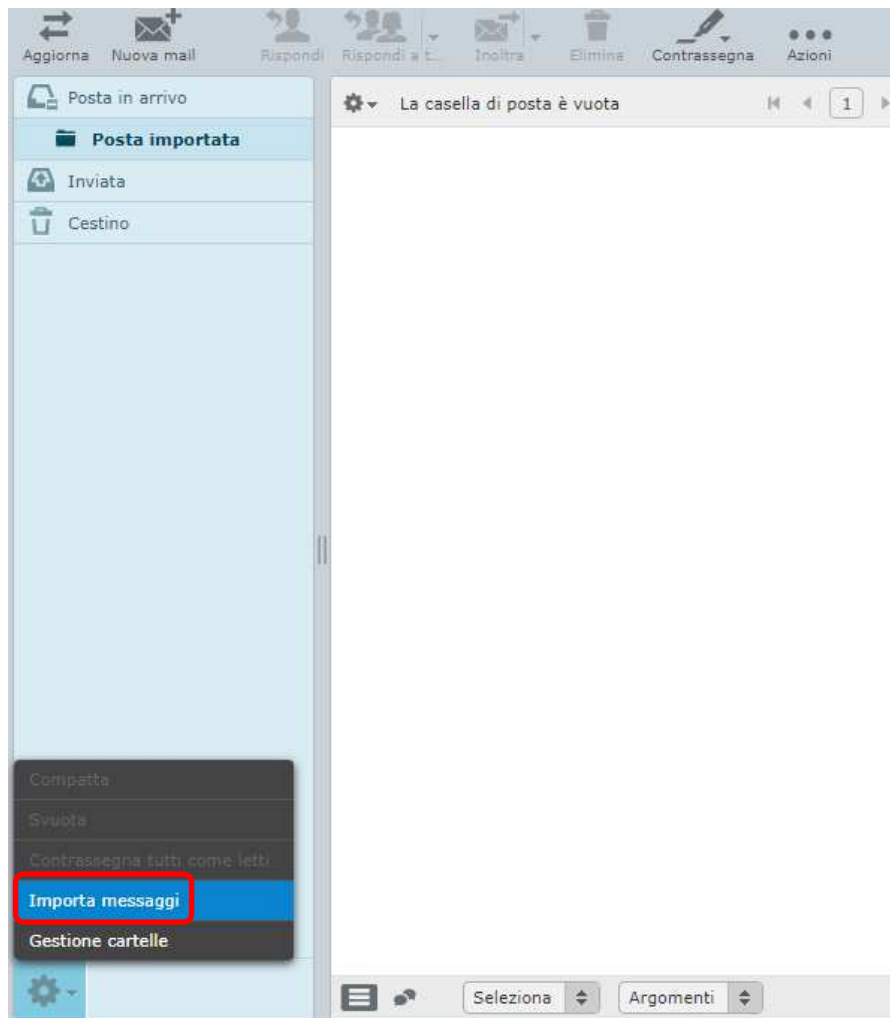 Aggiorna Nuova mail Rispondi Rispondi a t... Inoltra Elimina Contrassegna Azioni
Posta in arrivo
Posta importata
Inviata
Cestino
La casella di posta è vuota 1
Compatta
Svuota
Contrassegna tutti come letti
Importa messaggi
Gestione cartelle
Seleziona Argomenti